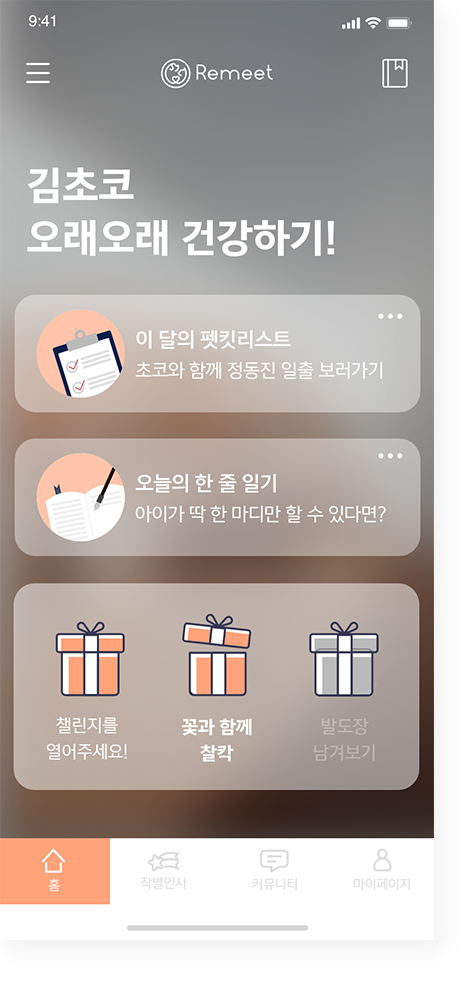 9:41
Remeet
김초코
오래오래 건강하기!
이 달의 펫킷리스트
초코와 함께 정동진 일출 보러가기
오늘의 한 줄 일기
아이가 딱 한 마디만 할 수 있다면?
챌린지를
열어주세요!
꽃과 함께
찰칵
발도장
남겨보기
홈
작별인사
커뮤니티
마이페이지